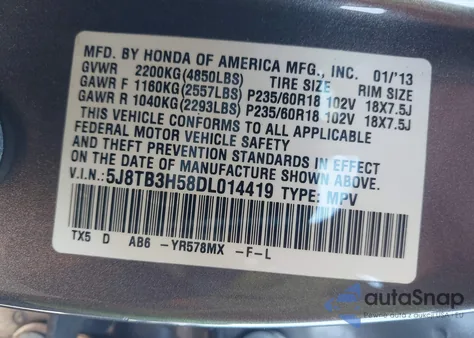 MFD. BY HONDA OF AMERICA MFG., INC. 01/'13
GVWR 2200KG(4850LBS) TIRE SIZE RIM SIZE
GAWR F 1160KG(2557LBS) P235/60R18 102V 18X7.5J
GAWR R 1040KG(2293LBS) P235/60R18 102V 18X7.5J
THIS VEHICLE CONFORMS TO ALL APPLICABLE
FEDERAL MOTOR VEHICLE SAFETY
AND THEFT PREVENTION STANDARDS IN EFFECT
ON THE DATE OF MANUFACTURE SHOWN ABOVE.
V.I.N.:5J8TB3H58DL014419 TYPE: MPV
TX5 D AB6 -YR578MX -F-L
autoSnap